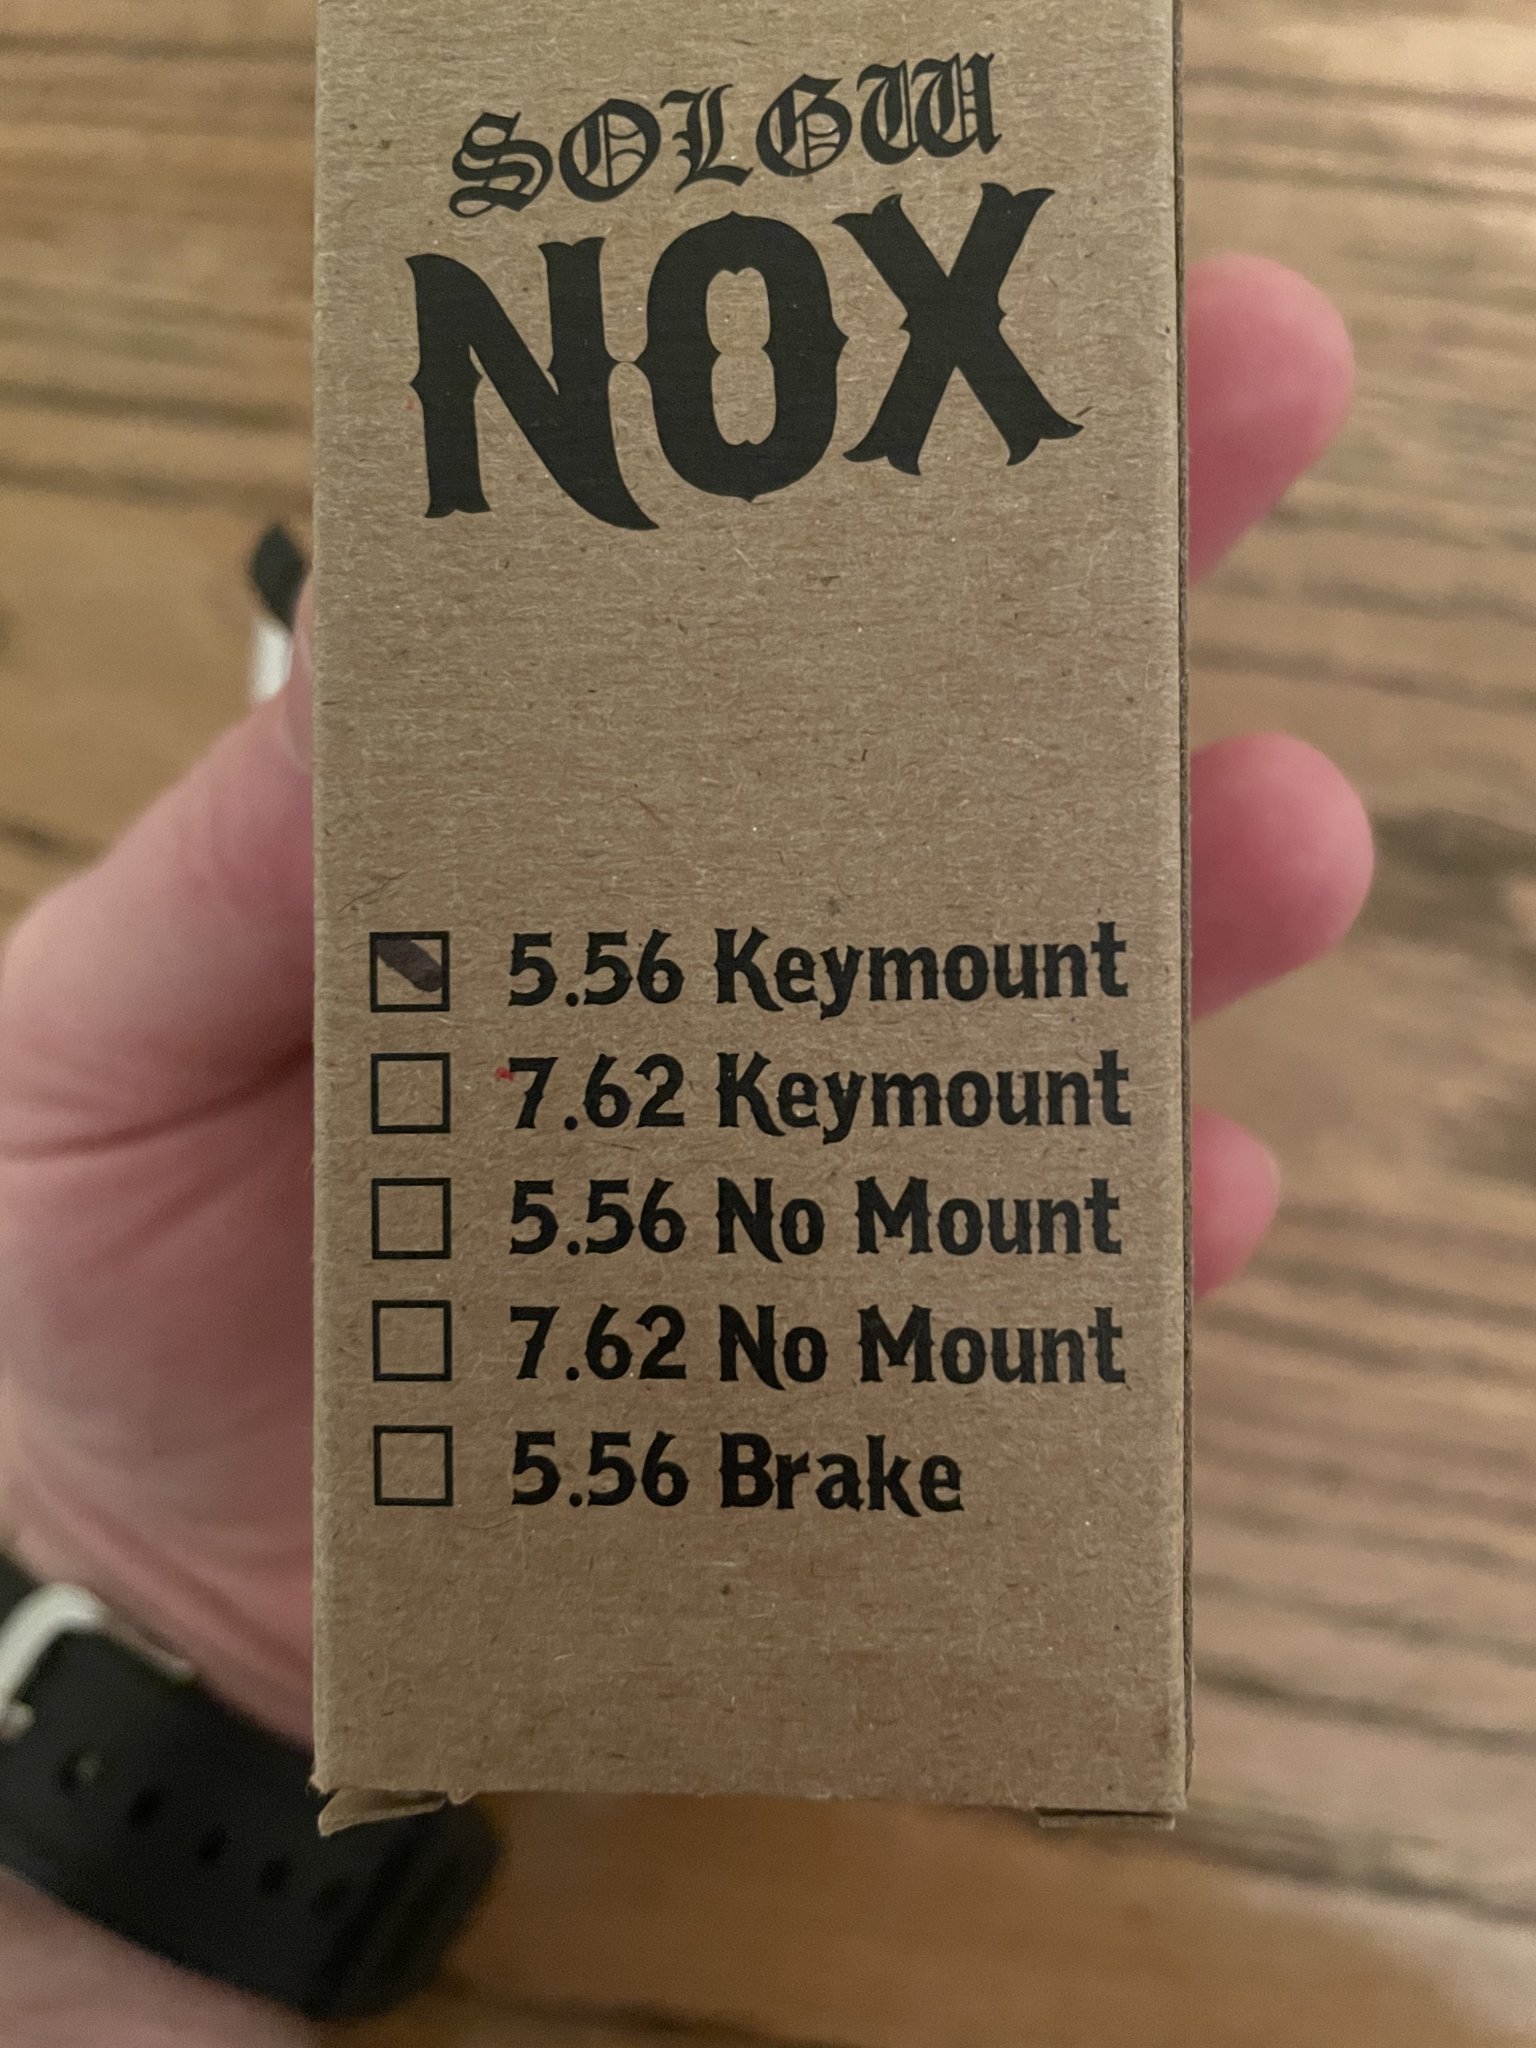 SOLGW
NOX
5.56 Keymount
7.62 Keymount
5.56 No Mount
7.62 No Mount
5.56 Brake